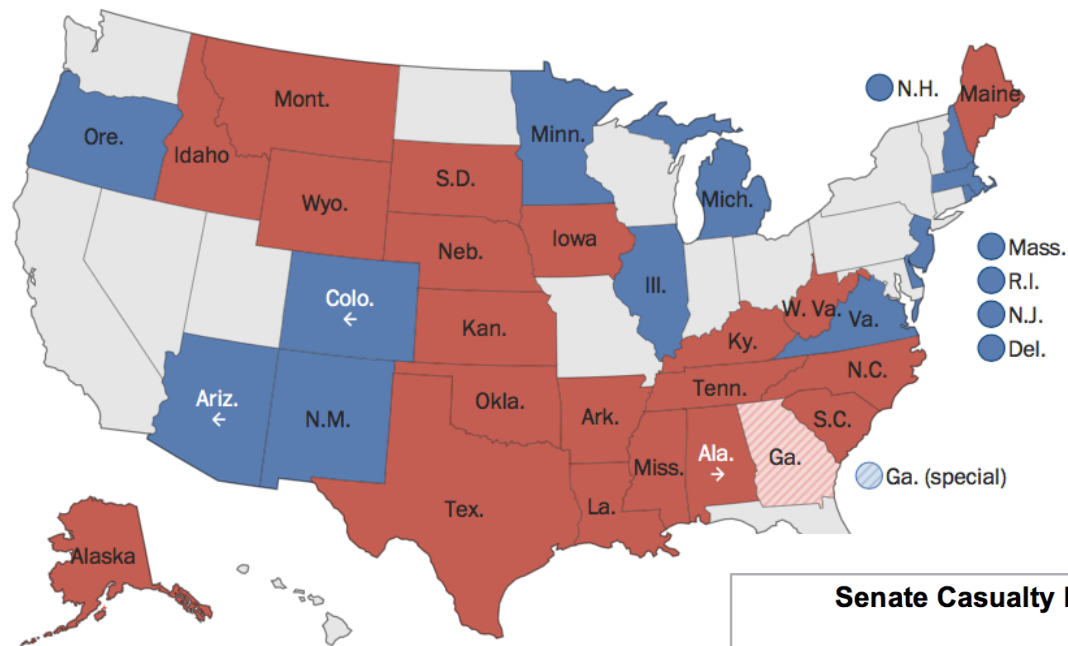 N.H.
Maine
Mont.
Minn.
Ore.
Idaho
S.D.
Mich.
Wyo.
Iowa
Neb.
Mass.
Ill.
R.I.
Colo.
←
W. Va.
N.J.
Va.
Kan.
Ky.
Del.
N.C.
Tenn.
Ariz.
←
Okla.
N.M.
Ark.
S.C.
Ala.
→
Ga.
Miss.
Ga. (special)
La.
Tex.
Alaska
Senate Casualty